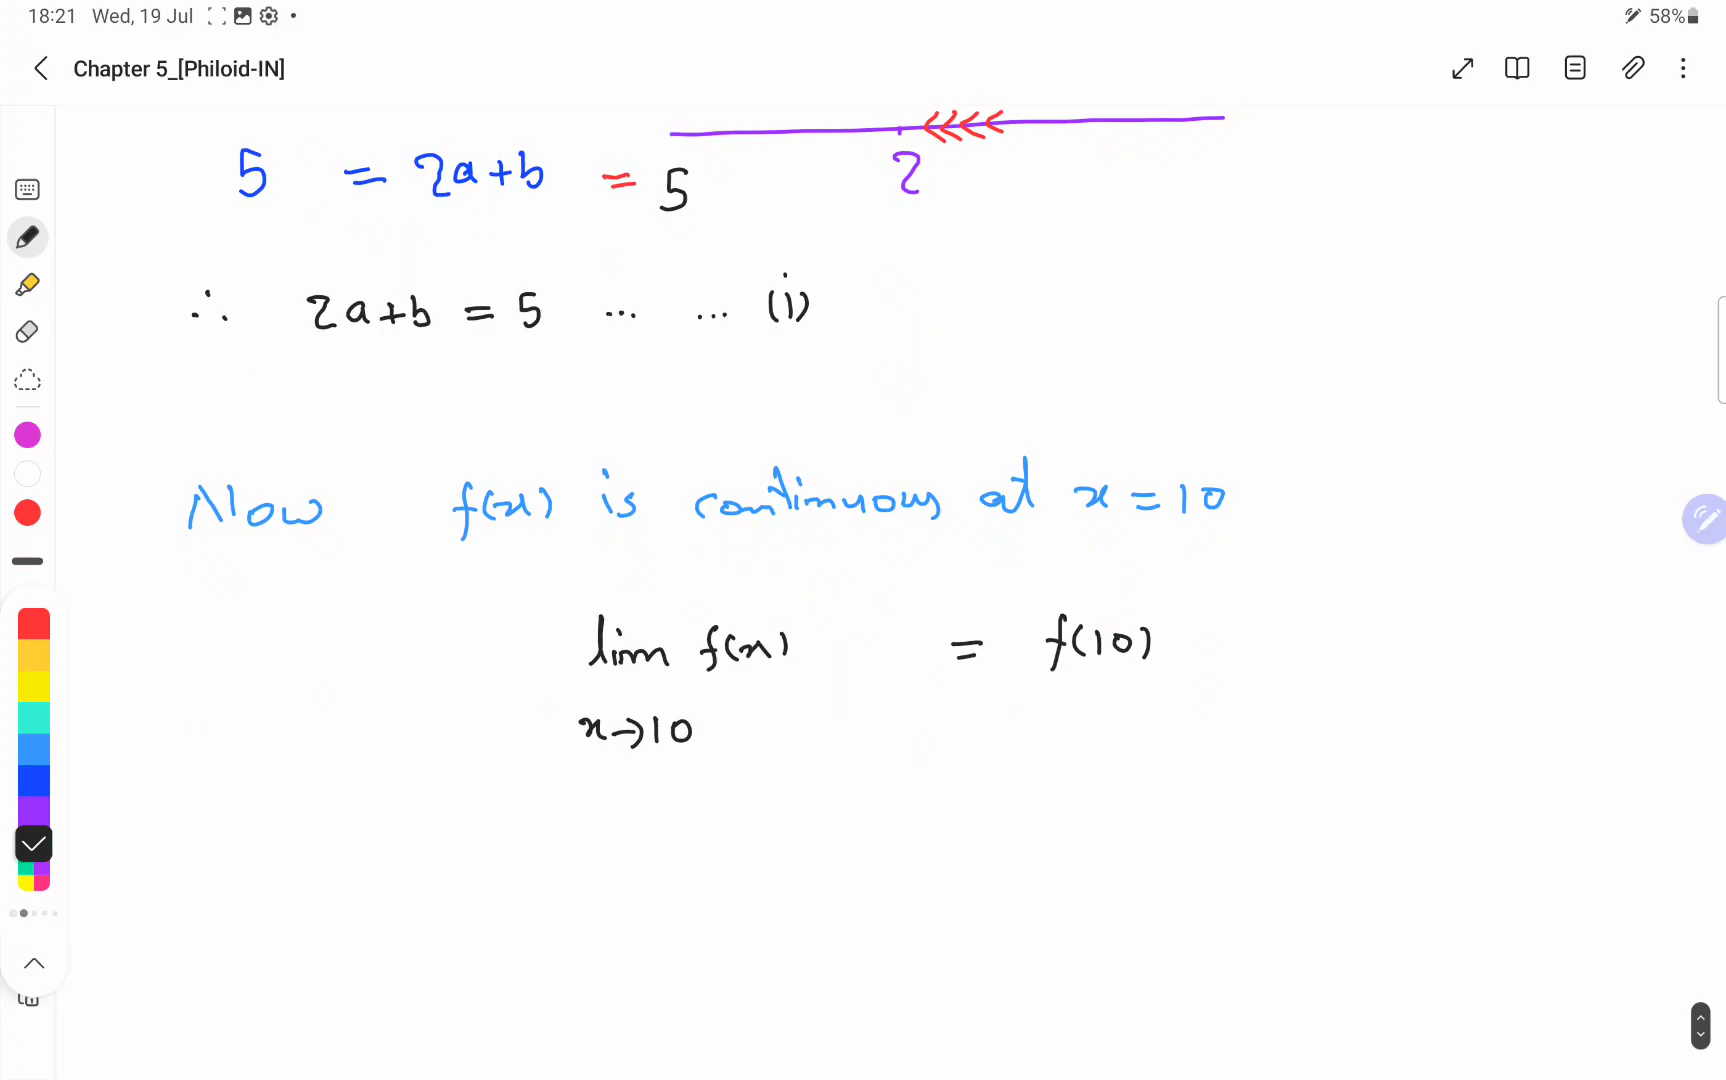 18:21 Wed, 19 Jul 58%
Chapter 5_[Philoid-IN]
5 = 2a+b = 5 2
∴ 2a+b = 5 ... ... (i)
Now f(x) is continuous at x = 10
lim f(x) = f(10)
x→10